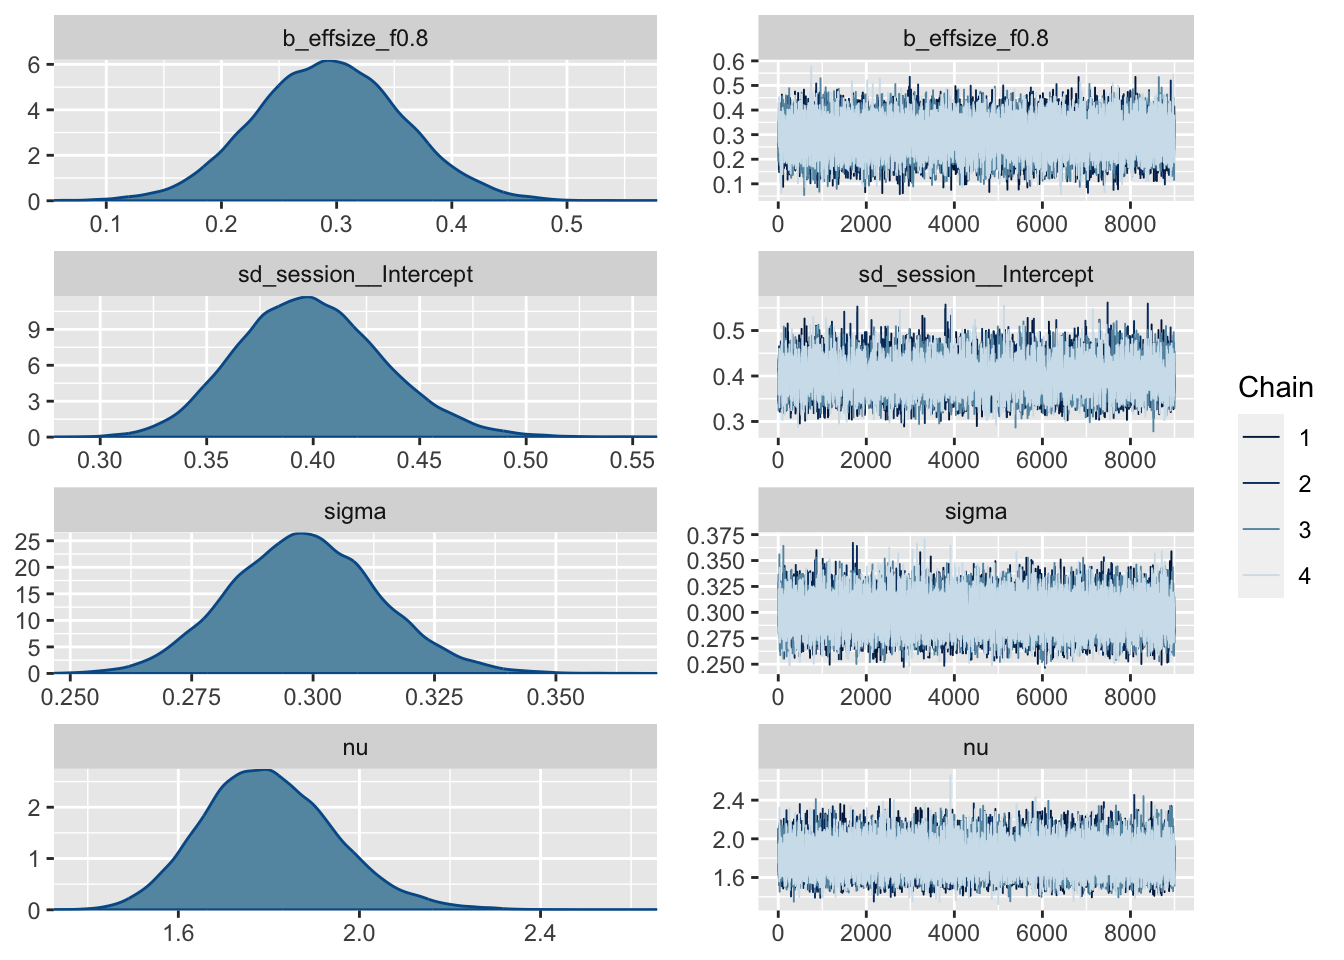 b_effsize_f0.8
6
4
2
0
0.1 0.2 0.3 0.4 0.5
b_effsize_f0.8
0.6
0.5
0.4
0.3
0.2
0.1
0 2000 4000 6000 8000
sd_session__Intercept
9
6
3
0
0.30 0.35 0.40 0.45 0.50 0.55
sd_session__Intercept
0.5
0.4
0.3
0 2000 4000 6000 8000
sigma
25
20
15
10
5
0
0.250 0.275 0.300 0.325 0.350
sigma
0.375
0.350
0.325
0.300
0.275
0.250
0 2000 4000 6000 8000
nu
2
1
0
1.6 2.0 2.4
nu
2.4
2.0
1.6
0 2000 4000 6000 8000
Chain
1
2
3
4